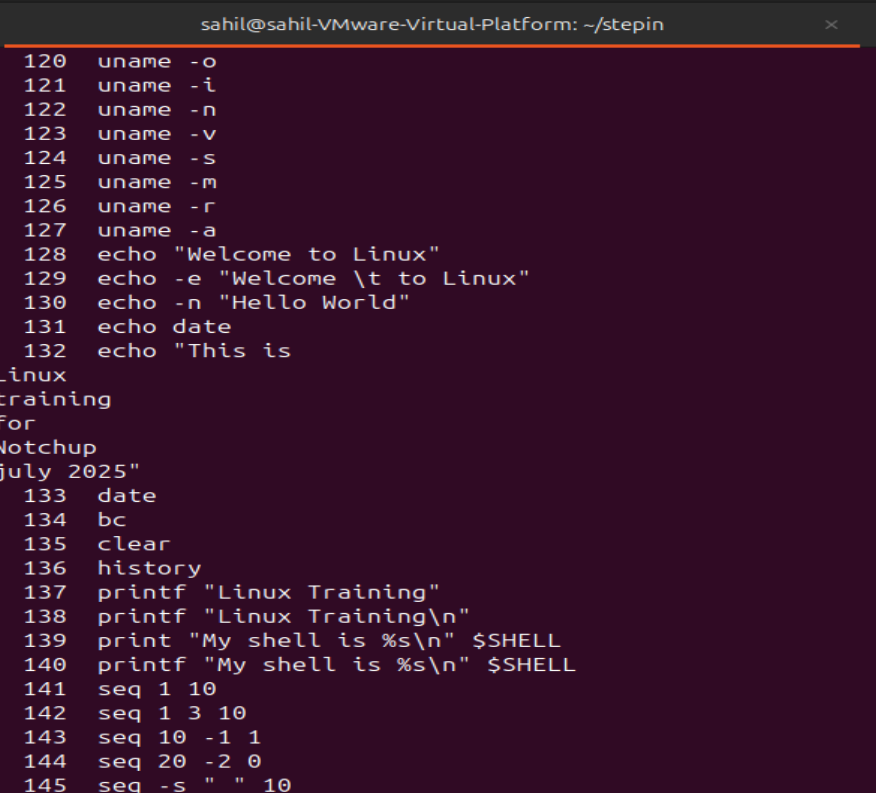 sahil@sahil-VMware-Virtual-Platform: ~/stepin ×
120 uname -o
121 uname -i
122 uname -n
123 uname -v
124 uname -s
125 uname -m
126 uname -r
127 uname -a
128 echo "Welcome to Linux"
129 echo -e "Welcome \t to Linux"
130 echo -n "Hello World"
131 echo date
132 echo "This is
Linux
training
for
Notchup
july 2025"
133 date
134 bc
135 clear
136 history
137 printf "Linux Training"
138 printf "Linux Training\n"
139 print "My shell is %s\n" $SHELL
140 printf "My shell is %s\n" $SHELL
141 seq 1 10
142 seq 1 3 10
143 seq 10 -1 1
144 seq 20 -2 0
145 seq -s " " 10